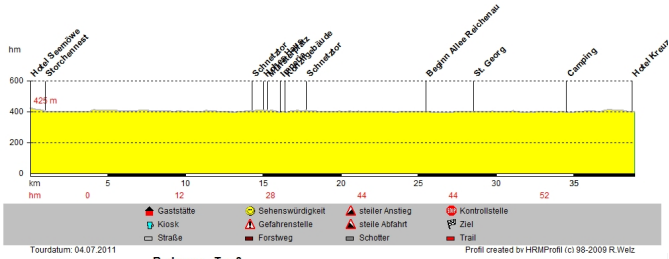 Hotel Seemöwe
Storchennest
Schnetztor
Münsterplatz
Imperia
Konzilgebäude
Schnetztor
Beginn Allee Reichenau
St. Georg
Camping
Hotel Kreuz
hm
600
425 m
400
200
0
km 5 10 15 20 25 30 35
hm 0 12 28 44 44 52
Gaststätte Sehenswürdigkeit steiler Anstieg Kontrollstelle
Kiosk Gefahrenstelle steile Abfahrt Ziel
Straße Forstweg Schotter Trail
Tourdatum: 04.07.2011 Profil created by HRMProfil (c) 98-2009 R.Welz